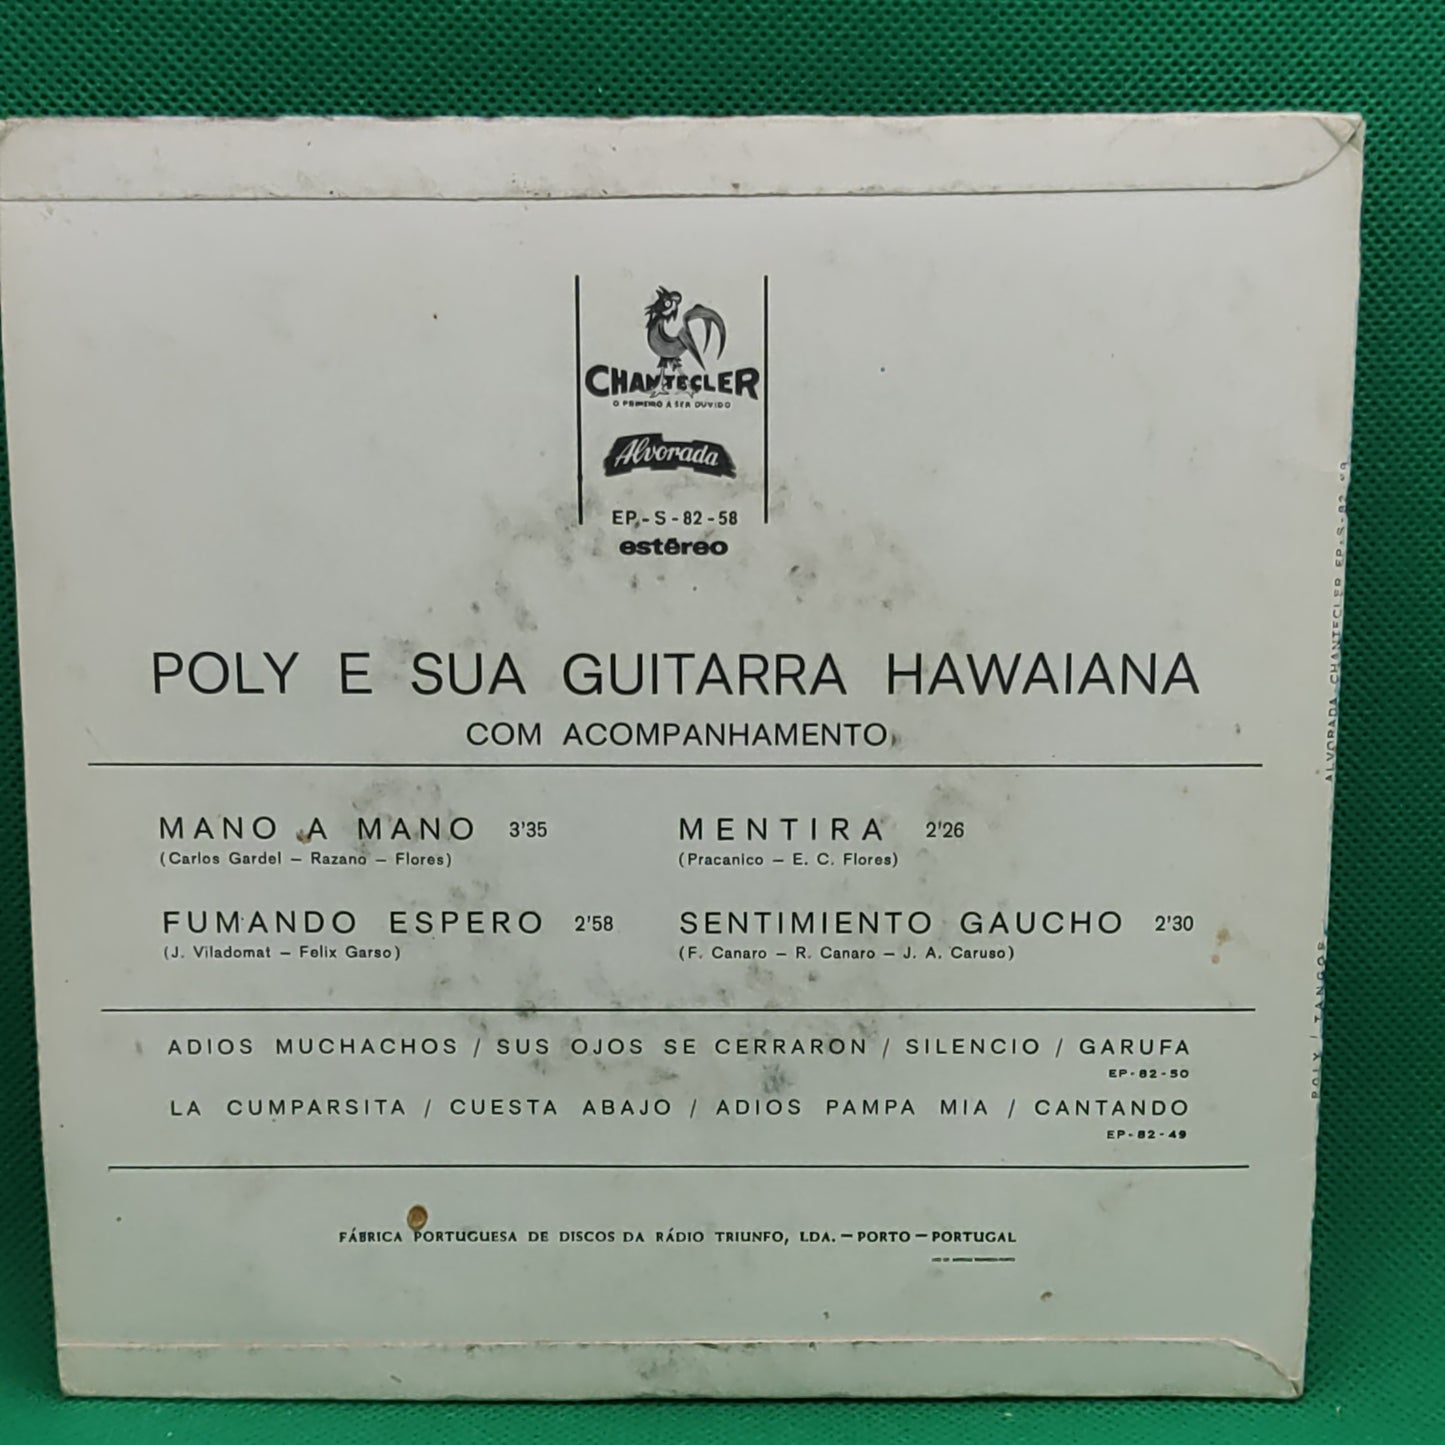 CHANTECLER
O PRIMEIRO A SER OUVIDO
Alvorada
EP - S - 82 - 58
estéreo
POLY E SUA GUITARRA HAWAIANA
COM ACOMPANHAMENTO
MANO A MANO 3'35
(Carlos Gardel – Razano – Flores)
FUMANDO ESPERO 2'58
(J. Viladomat – Felix Garso)
MENTIRA 2'26
(Pracanico – E. C. Flores)
SENTIMIENTO GAUCHO 2'30
(F. Canaro – R. Canaro – J. A. Caruso)
ADIOS MUCHACHOS / SUS OJOS SE CERRARON / SILENCIO / GARUFA
EP - 82 - 50
LA CUMPARSITA / CUESTA ABAJO / ADIOS PAMPA MIA / CANTANDO
EP - 82 - 49
FÁBRICA PORTUGUESA DE DISCOS DA RÁDIO TRIUNFO, LDA. — PORTO — PORTUGAL
POLY / TANGOS ALVORADA CHANTECLER EP-S-82-58